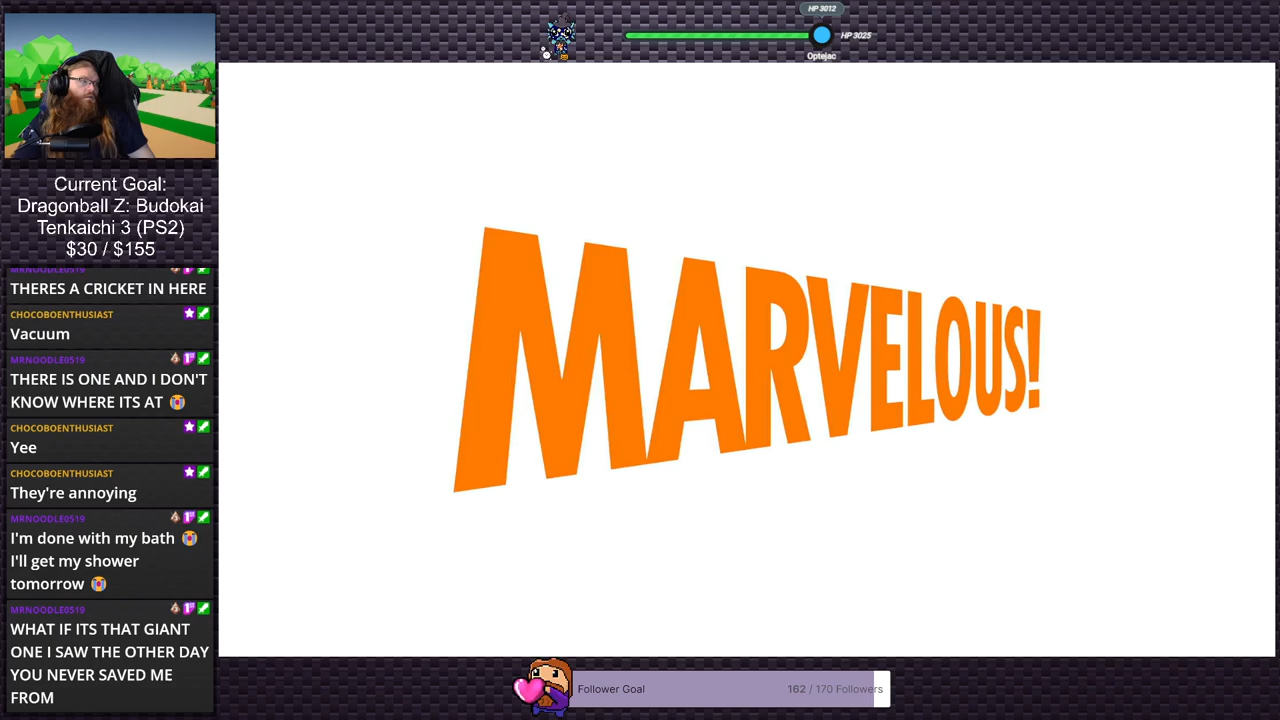 HP 3012
HP 3025
Optejac
Current Goal:
Dragonball Z: Budokai
Tenkaichi 3 (PS2)
$30 / $155
MARVELOUS!
MRNOODLE0519
THERES A CRICKET IN HERE
CHOCOBOENTHUSIAST
Vacuum
MRNOODLE0519
THERE IS ONE AND I DON'T
KNOW WHERE ITS AT
CHOCOBOENTHUSIAST
Yee
CHOCOBOENTHUSIAST
They're annoying
MRNOODLE0519
I'm done with my bath
I'll get my shower
tomorrow
MRNOODLE0519
WHAT IF ITS THAT GIANT
ONE I SAW THE OTHER DAY
YOU NEVER SAVED ME
FROM
Follower Goal
162 / 170 Followers